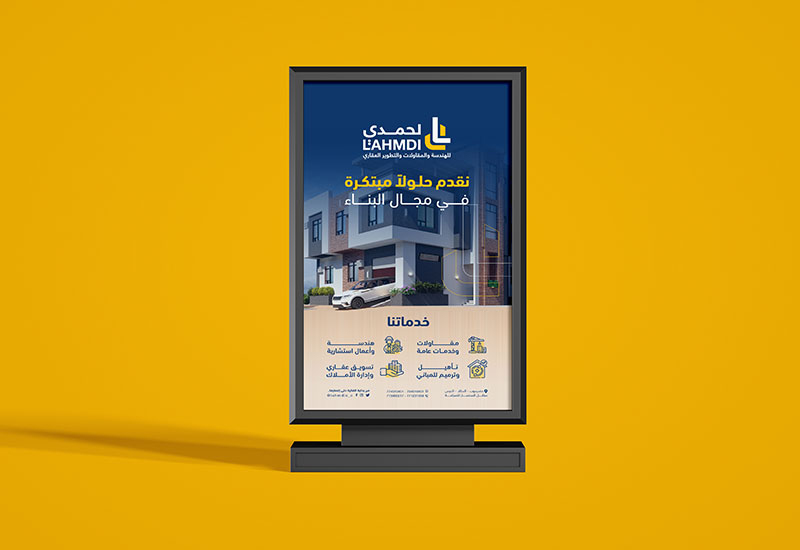 لحمدي
L:AHMDI
للهندسة والمقاولات والتطوير العقاري
نقدم حلولاً مبتكرة
في مجال البناء
خدماتنا
مقاولات
وخدمات عامة
هندسة
وأعمال استشارية
تأهيل
وترميم للمباني
تسويق عقاري
وإدارة الأملاك